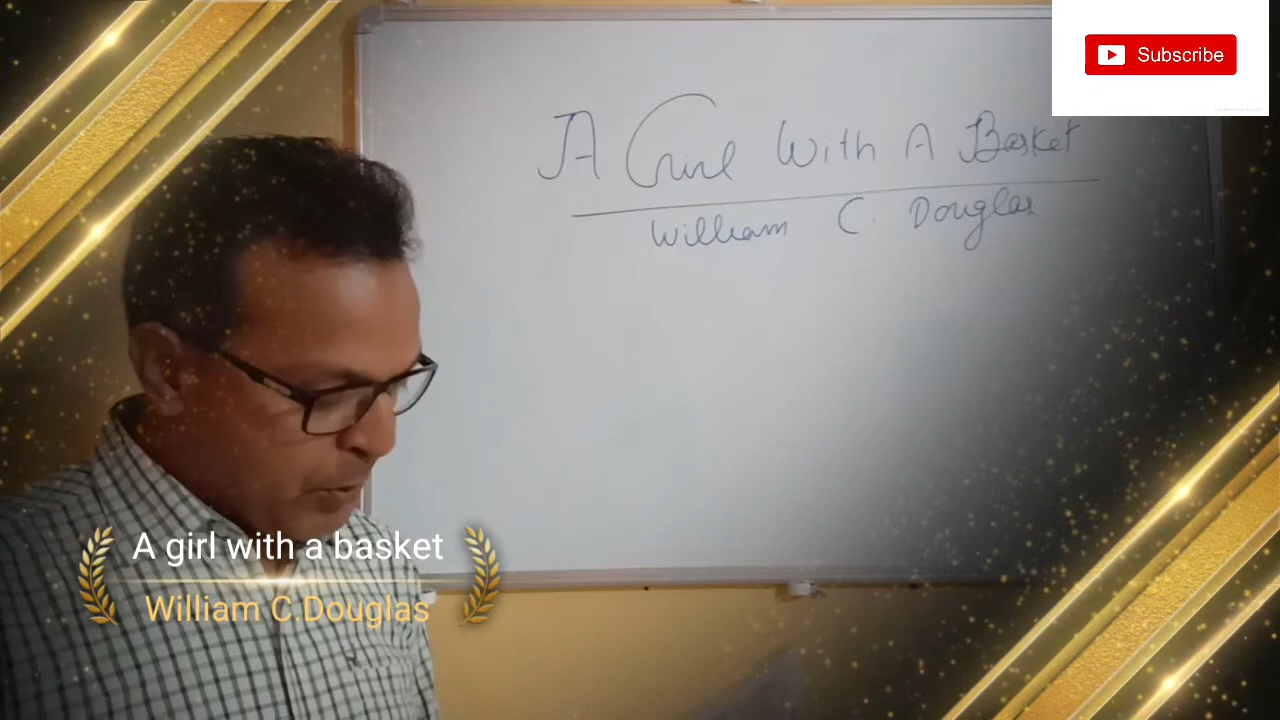 Subscribe
A Girl With A Basket
William C. Douglas
A girl with a basket
William C.Douglas